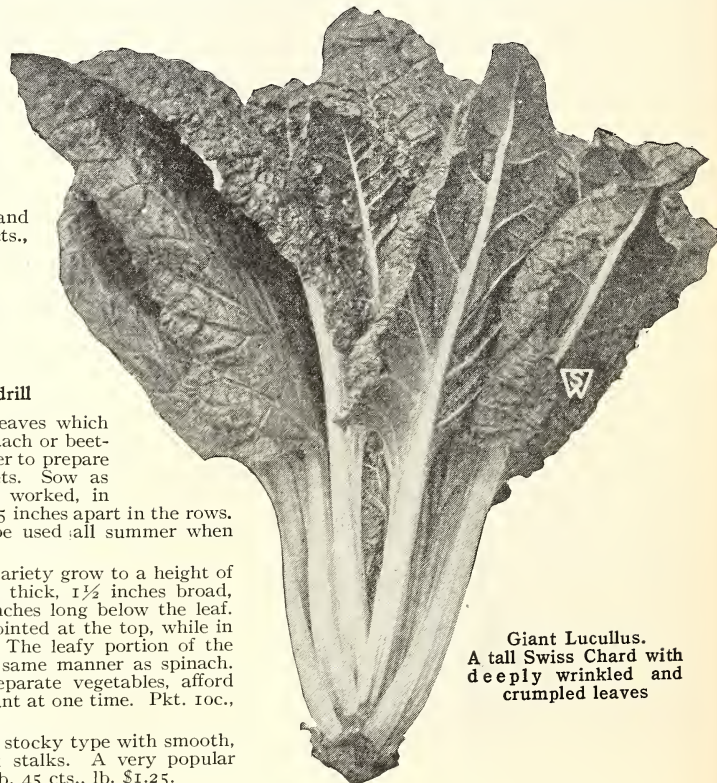 and
ts.,
drill
eaves which
ach or beet-
er to prepare
ts. Sow as
worked, in
5 inches apart in the rows.
be used all summer when
ariety grow to a height of
thick, 1½ inches broad,
nches long below the leaf.
ointed at the top, while in
The leafy portion of the
same manner as spinach.
eparate vegetables, afford
nt at one time. Pkt. 10c.,
stocky type with smooth,
stalks. A very popular
b. 45 cts., lb. $1.25.
SW
Giant Lucullus.
A tall Swiss Chard with
deeply wrinkled and
crumpled leaves